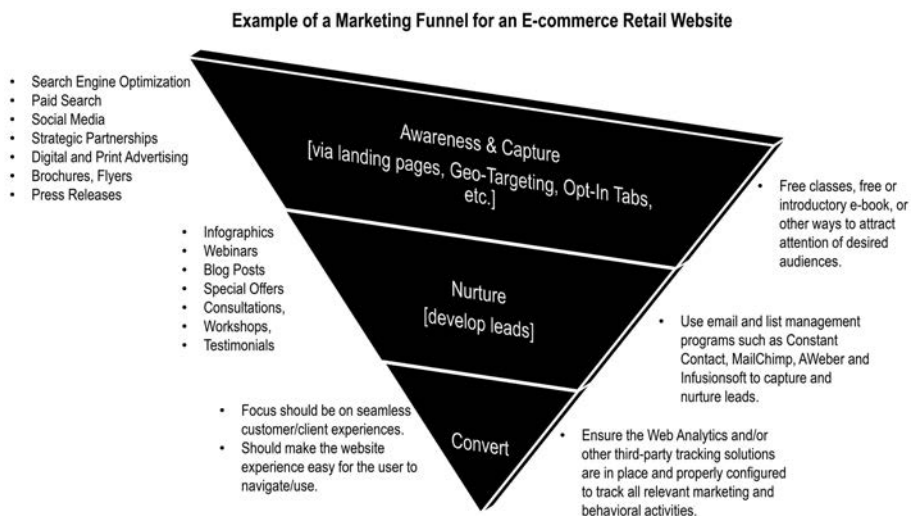 Example of a Marketing Funnel for an E-commerce Retail Website
• Search Engine Optimization
• Paid Search
• Social Media
• Strategic Partnerships
• Digital and Print Advertising
• Brochures, Flyers
• Press Releases
Awareness & Capture
[via landing pages, Geo-Targeting, Opt-In Tabs,
etc.]
• Free classes, free or
introductory e-book, or
other ways to attract
attention of desired
audiences.
• Infographics
• Webinars
• Blog Posts
• Special Offers
• Consultations,
• Workshops,
• Testimonials
Nurture
[develop leads]
• Use email and list management
programs such as Constant
Contact, MailChimp, AWeber and
Infusionsoft to capture and
nurture leads.
• Focus should be on seamless
customer/client experiences.
• Should make the website
experience easy for the user to
navigate/use.
Convert
• Ensure the Web Analytics and/or
other third-party tracking solutions
are in place and properly configured
to track all relevant marketing and
behavioral activities.